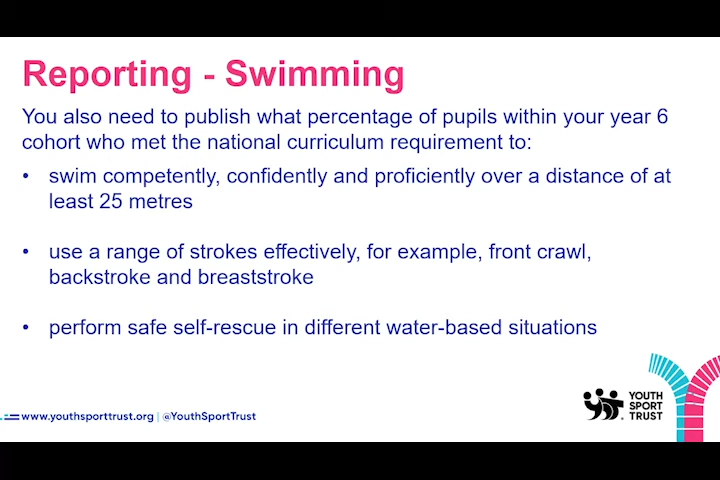 Reporting - Swimming
You also need to publish what percentage of pupils within your year 6
cohort who met the national curriculum requirement to:
• swim competently, confidently and proficiently over a distance of at
least 25 metres
• use a range of strokes effectively, for example, front crawl,
backstroke and breaststroke
• perform safe self-rescue in different water-based situations
www.youthsporttrust.org | @YouthSportTrust
YOUTH
SPORT
TRUST